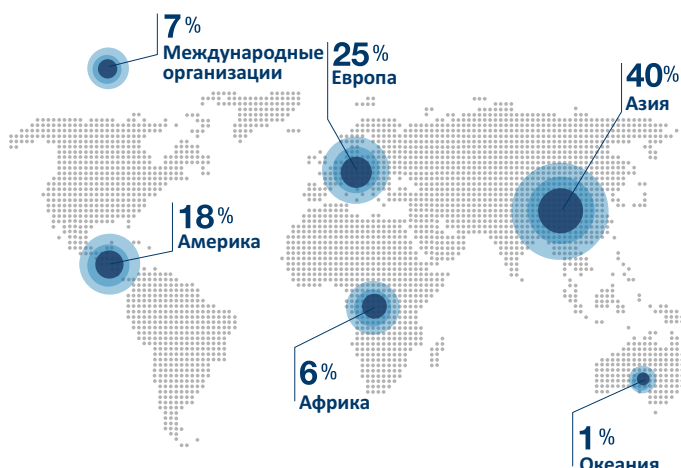 7%
Международные
организации
25%
Европа
40%
Азия
18%
Америка
6%
Африка
1%
Океания